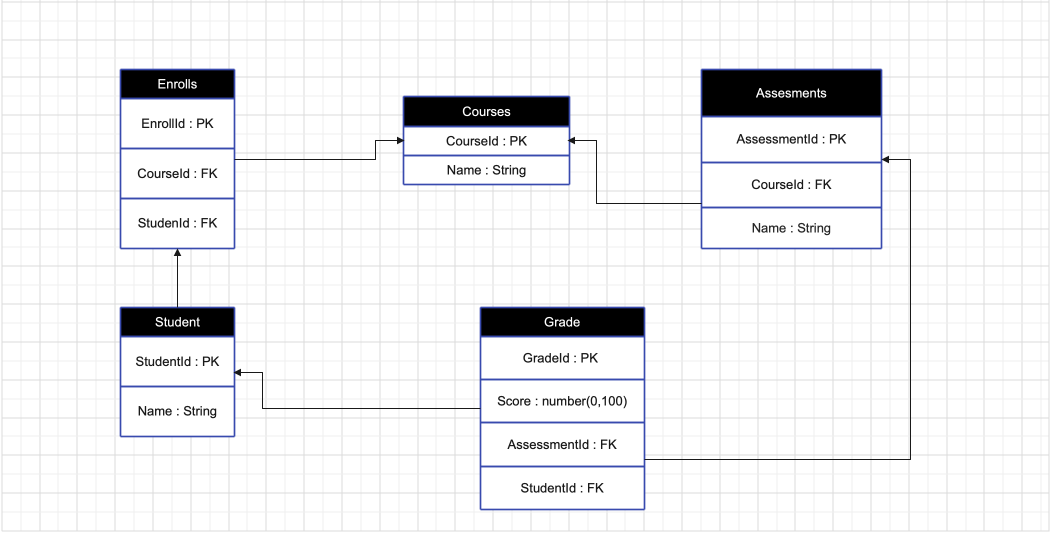 Enrolls
EnrollId : PK
CourseId : FK
StudenId : FK
Courses
CourseId : PK
Name : String
Assesments
AssessmentId : PK
CourseId : FK
Name : String
Student
StudentId : PK
Name : String
Grade
GradeId : PK
Score : number(0,100)
AssessmentId : FK
StudentId : FK